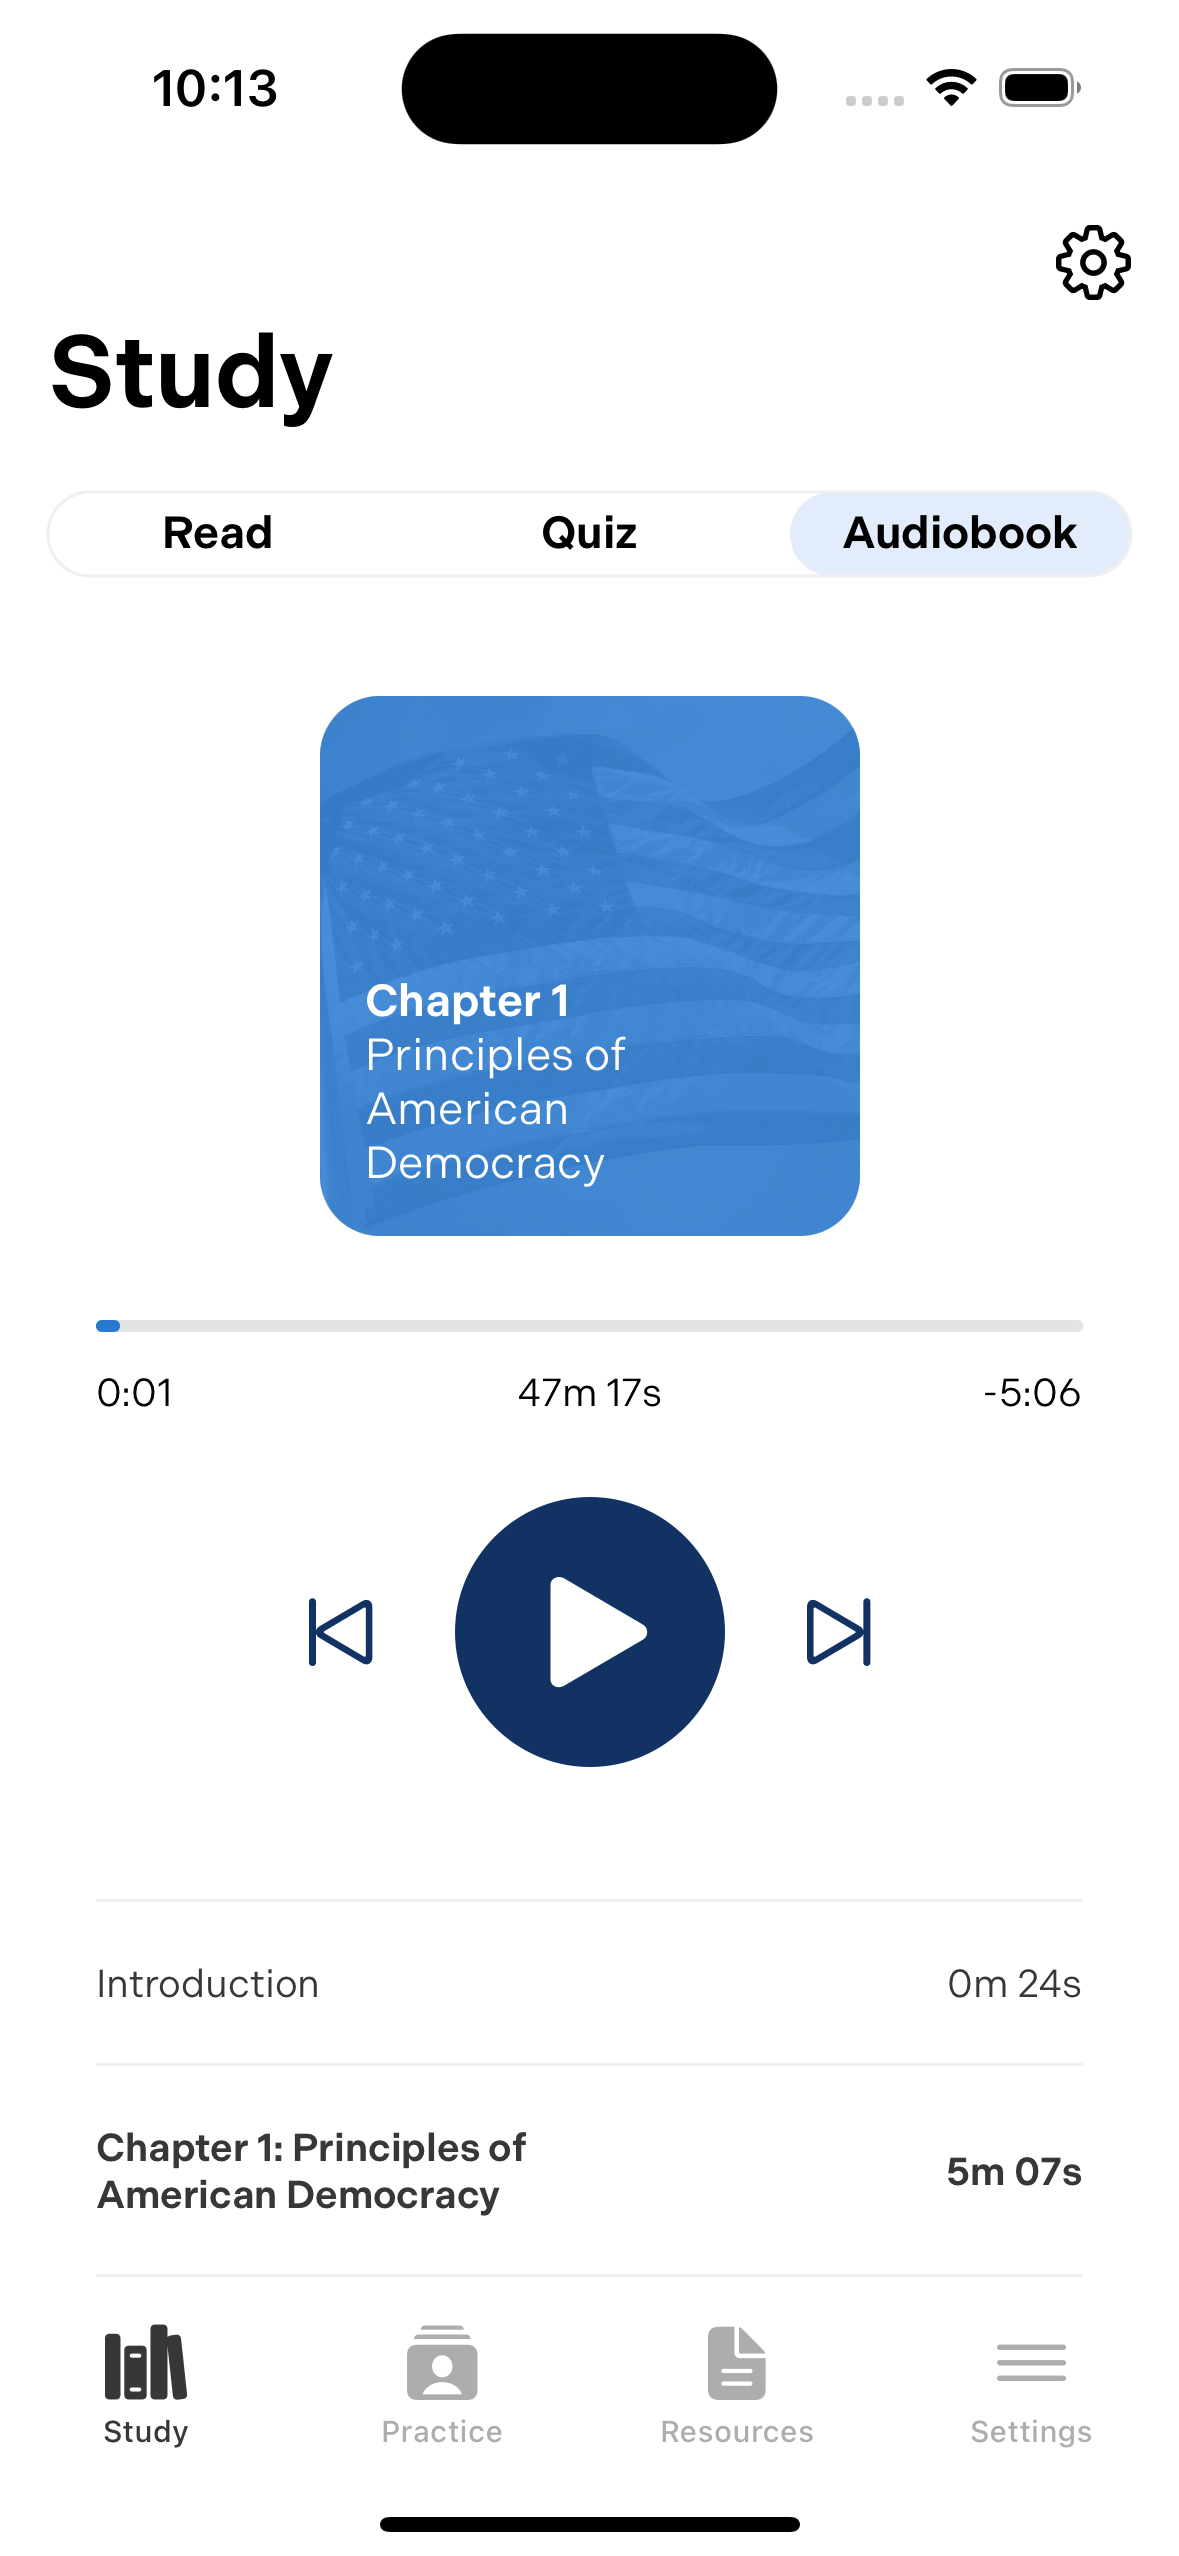 10:13
Study
Read Quiz Audiobook
Chapter 1
Principles of
American
Democracy
0:01 47m 17s -5:06
Introduction 0m 24s
Chapter 1: Principles of
American Democracy 5m 07s
Study Practice Resources Settings